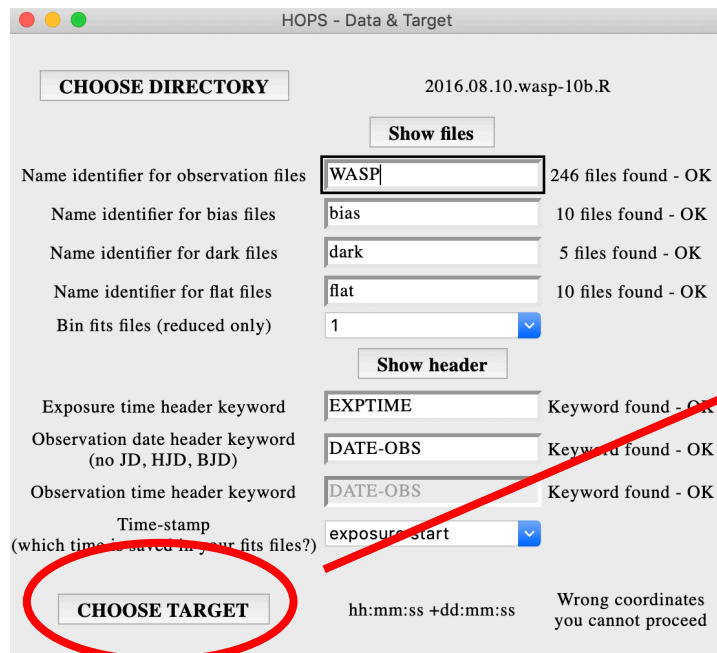 HOPS - Data & Target
CHOOSE DIRECTORY 2016.08.10.wasp-10b.R
Show files
Name identifier for observation files WASP 246 files found - OK
Name identifier for bias files bias 10 files found - OK
Name identifier for dark files dark 5 files found - OK
Name identifier for flat files flat 10 files found - OK
Bin fits files (reduced only) 1
Show header
Exposure time header keyword EXPTIME Keyword found - OK
Observation date header keyword
(no JD, HJD, BJD) DATE-OBS Keyword found - OK
Observation time header keyword DATE-OBS Keyword found - OK
Time-stamp
(which time is saved in your fits files?) exposure start
CHOOSE TARGET hh:mm:ss +dd:mm:ss Wrong coordinates
you cannot proceed